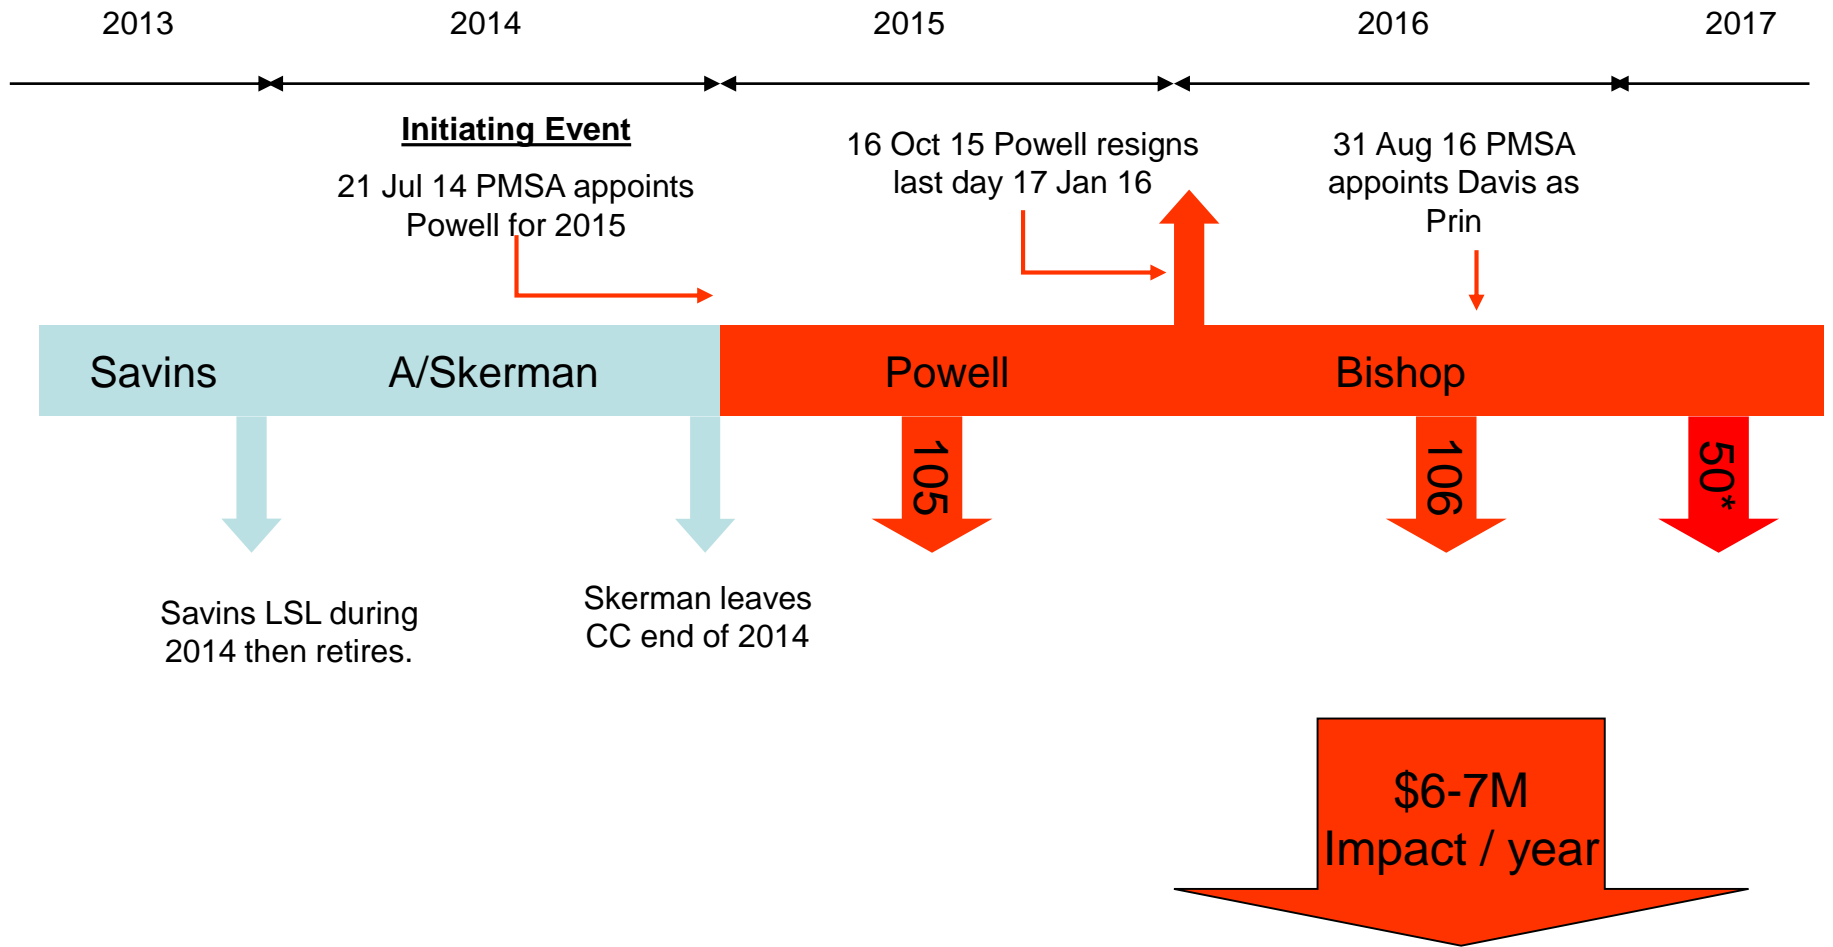 2013
2014
2015
2016
2017
Initiating Event
21 Jul 14 PMSA appoints
Powell for 2015
16 Oct 15 Powell resigns
last day 17 Jan 16
31 Aug 16 PMSA
appoints Davis as
Prin
Savins
A/Skerman
Powell
Bishop
105
106
50*
Savins LSL during
2014 then retires.
Skerman leaves
CC end of 2014
$6-7M
Impact / year